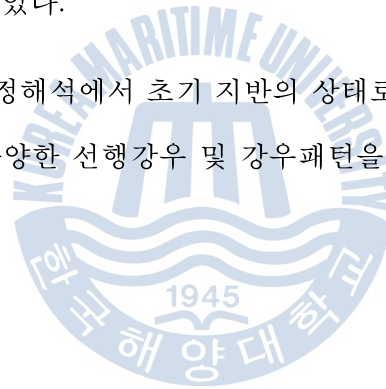 있다.
정해석에서 초기 지반의 상태로
양한 선행강우 및 강우패턴을
KOREA MARITIME UNIVERSITY
1945
한국해양대학교